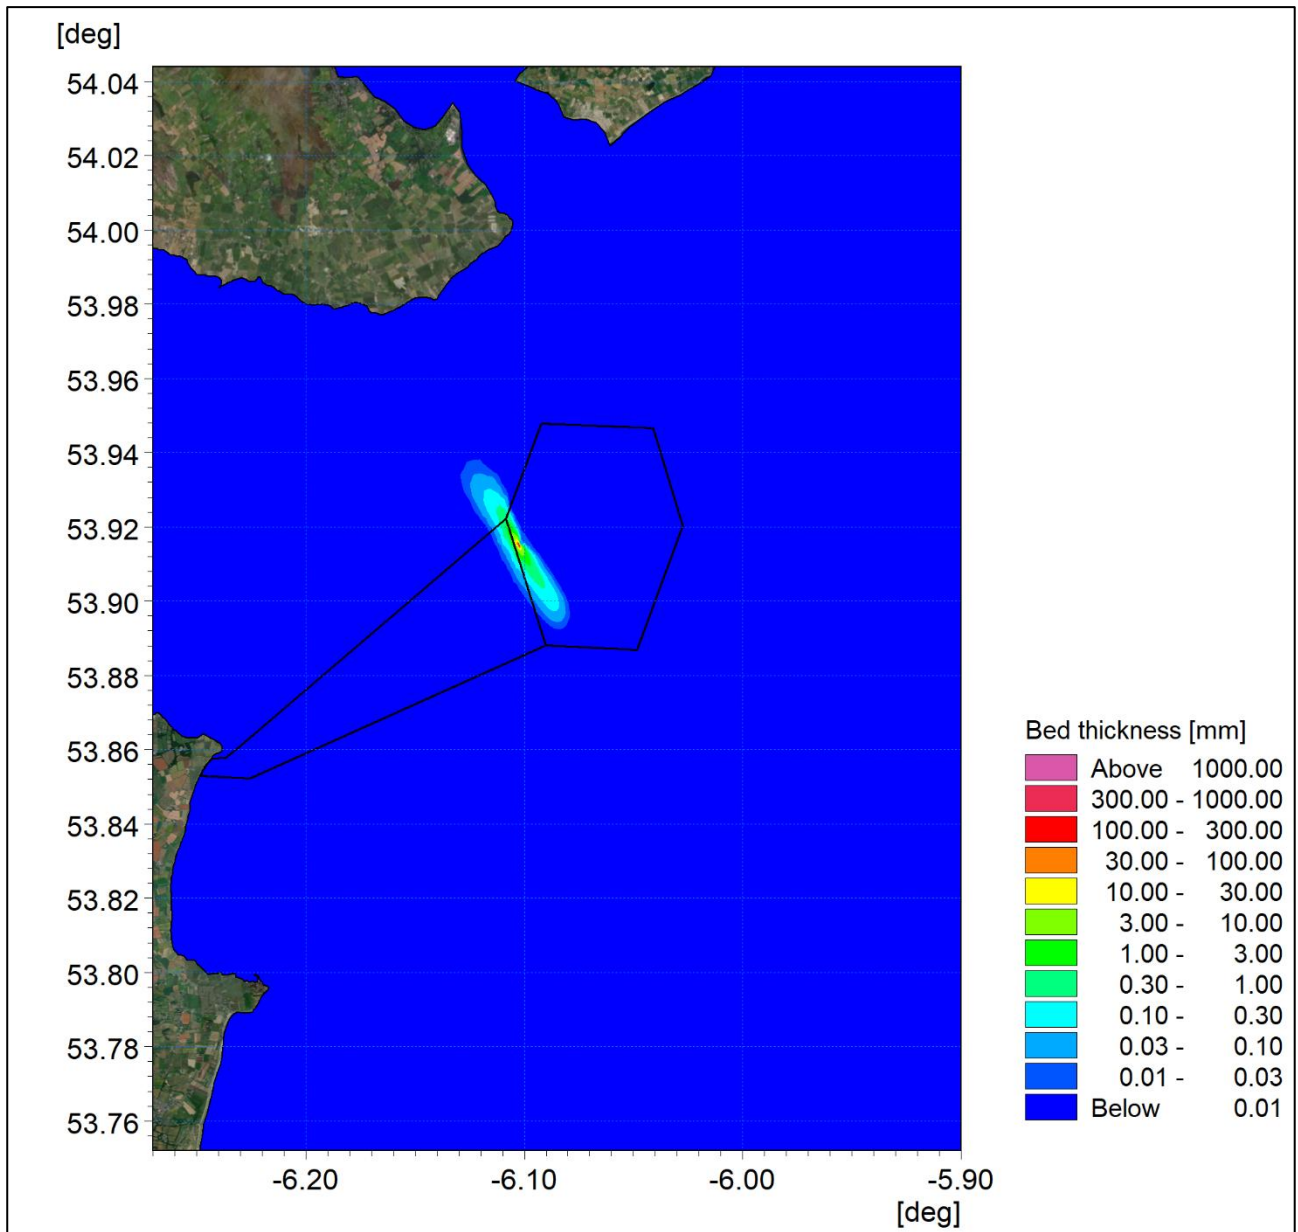 [deg]
54.04
54.02
54.00
53.98
53.96
53.94
53.92
53.90
53.88
53.86
53.84
53.82
53.80
53.78
53.76
-6.20 -6.10 -6.00 -5.90
[deg]
Bed thickness [mm]
Above 1000.00
300.00 - 1000.00
100.00 - 300.00
30.00 - 100.00
10.00 - 30.00
3.00 - 10.00
1.00 - 3.00
0.30 - 1.00
0.10 - 0.30
0.03 - 0.10
0.01 - 0.03
Below 0.01